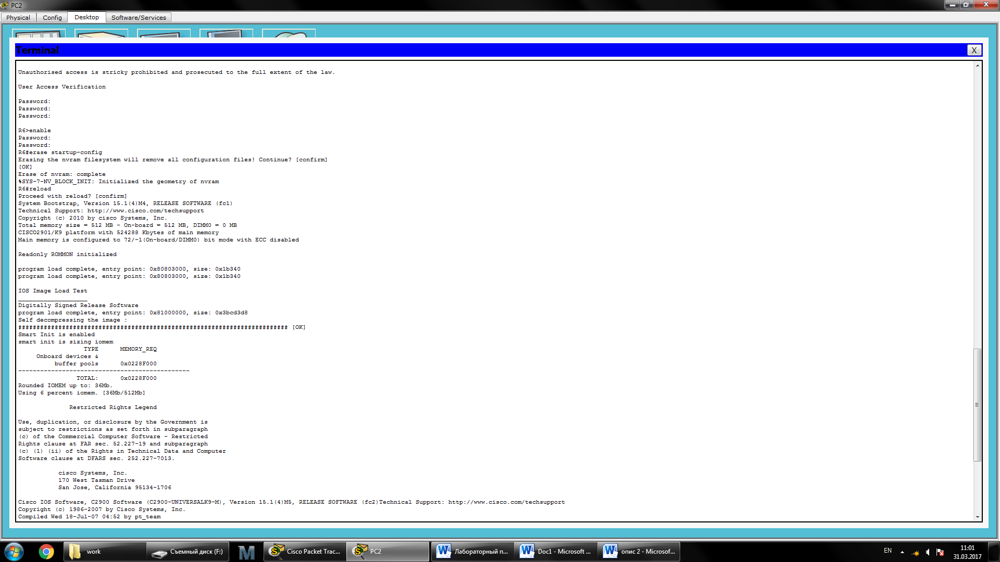 PC2
Physical Config Desktop Software/Services
Terminal
X
Unauthorised access is stricky prohibited and prosecuted to the full extent of the law.
User Access Verification
Password:
Password:
Password:
R6>enable
Password:
Password:
R6#erase startup-config
Erasing the nvram filesystem will remove all configuration files! Continue? [confirm]
[OK]
Erase of nvram: complete
%SYS-7-NV_BLOCK_INIT: Initialized the geometry of nvram
R6#reload
Proceed with reload? [confirm]
System Bootstrap, Version 15.1(4)M4, RELEASE SOFTWARE (fc1)
Technical Support: http://www.cisco.com/techsupport
Copyright (c) 2010 by cisco Systems, Inc.
Total memory size = 512 MB - On-board = 512 MB, DIMM0 = 0 MB
CISCO2901/K9 platform with 524288 Kbytes of main memory
Main memory is configured to 72/-1(On-board/DIMM0) bit mode with ECC disabled
Readonly ROMMON initialized
program load complete, entry point: 0x80803000, size: 0x1b340
program load complete, entry point: 0x80803000, size: 0x1b340
IOS Image Load Test
___________________
Digitally Signed Release Software
program load complete, entry point: 0x81000000, size: 0x3bcd3d8
Self decompressing the image :
########################################################################## [OK]
Smart Init is enabled
smart init is sizing iomem
TYPE MEMORY_REQ
Onboard devices &
buffer pools 0x0228F000
-----------------------------------------------
TOTAL: 0x0228F000
Rounded IOMEM up to: 36Mb.
Using 6 percent iomem. [36Mb/512Mb]
Restricted Rights Legend
Use, duplication, or disclosure by the Government is
subject to restrictions as set forth in subparagraph
(c) of the Commercial Computer Software - Restricted
Rights clause at FAR sec. 52.227-19 and subparagraph
(c) (1) (ii) of the Rights in Technical Data and Computer
Software clause at DFARS sec. 252.227-7013.
cisco Systems, Inc.
170 West Tasman Drive
San Jose, California 95134-1706
Cisco IOS Software, C2900 Software (C2900-UNIVERSALK9-M), Version 15.1(4)M5, RELEASE SOFTWARE (fc2)Technical Support: http://www.cisco.com/techsupport
Copyright (c) 1986-2007 by Cisco Systems, Inc.
Compiled Wed 18-Jul-07 04:52 by pt_team
work
Съемный диск (F:)
Cisco Packet Trac...
PC2
Лабораторный п...
Doc1 - Microsoft ...
опис 2 - Microsof...
EN
11:01
31.03.2017